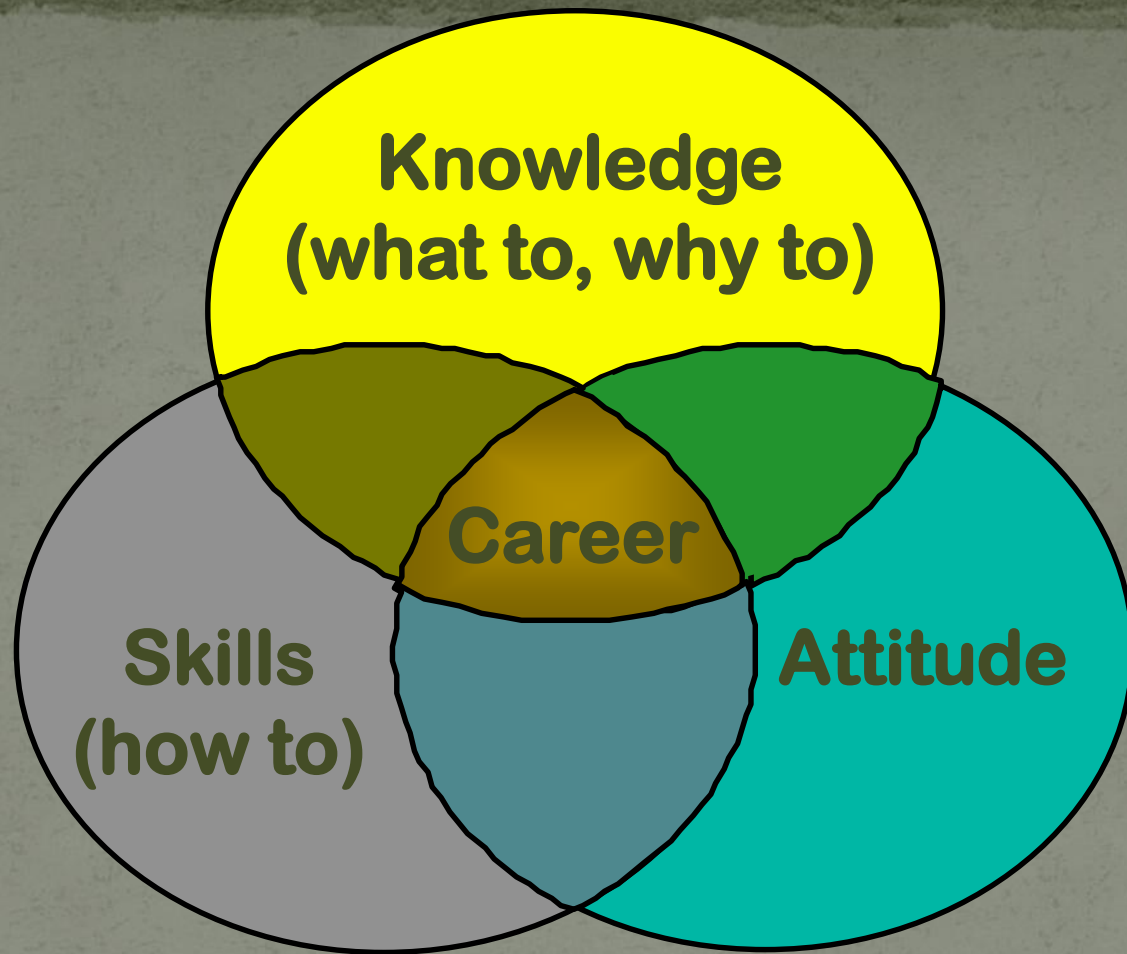 Knowledge
(what to, why to)
Career
Skills
(how to)
Attitude